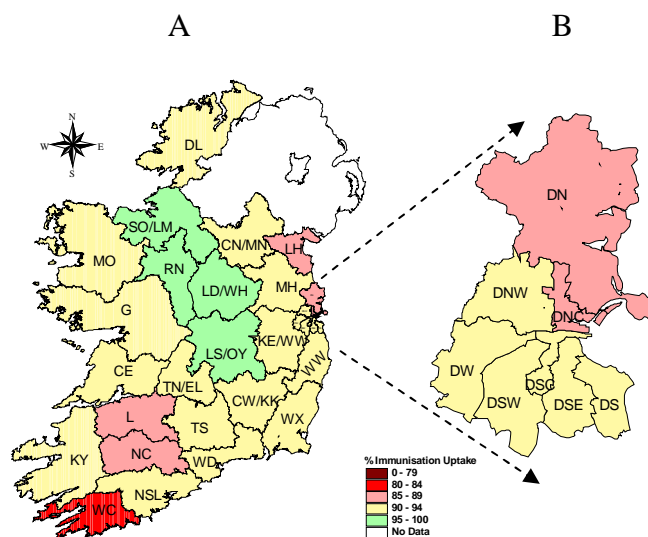 A
B
N
W
E
S
DL
SO/LM
CN/MN
LH
MO
RN
LD/WH
MH
G
LS/OY
KE/WW
WW
CE
TN/EL
CW/KK
L
TS
WX
KY
NC
WD
NSL
WC
DN
DNW
DNC
DW
DSC
DSW
DSE
DS
% Immunisation Uptake
0 - 79
80 - 84
85 - 89
90 - 94
95 - 100
No Data